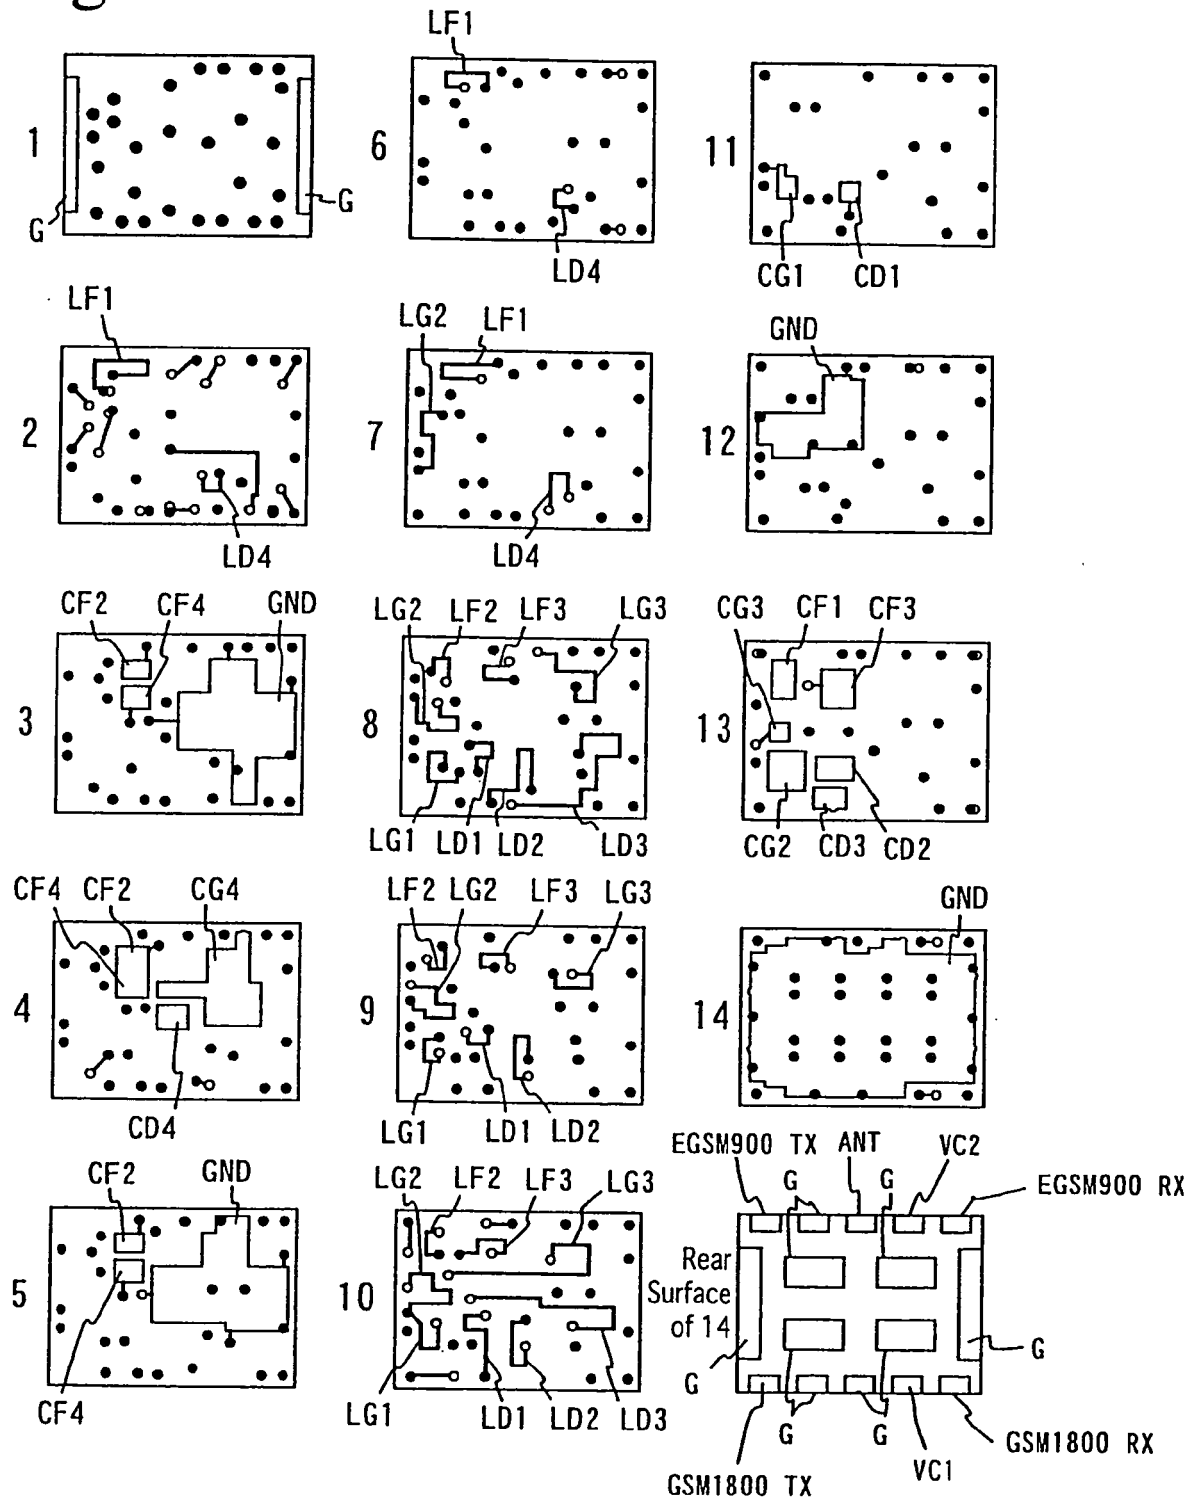 LF1
1
G
G
6
LD4
11
CG1
CD1
LF1
2
LD4
LG2
LF1
7
LD4
GND
12
CF2
CF4
GND
3
LG2
LF2
LF3
LG3
8
LG1
LD1
LD2
LD3
CG3
CF1
CF3
13
CG2
CD3
CD2
CF4
CF2
CG4
4
CD4
LF2
LG2
LF3
LG3
9
LG1
LD1
LD2
GND
14
CF2
GND
5
CF4
LG2
LF2
LF3
LG3
10
LG1
LD1
LD2
LD3
EGSM900 TX
ANT
VC2
G
G
EGSM900 RX
Rear
Surface
of 14
G
G
G
G
GSM1800 RX
VC1
GSM1800 TX